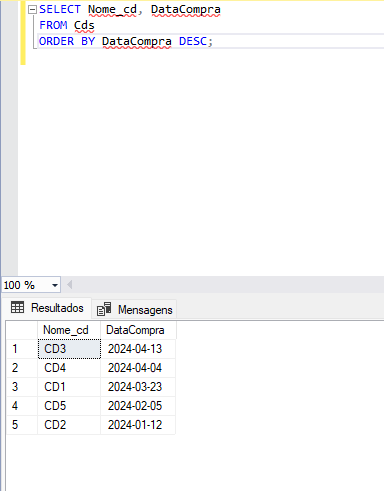 SELECT Nome_cd, DataCompra
FROM Cds
ORDER BY DataCompra DESC;
100 %
Resultados Mensagens
Nome_cd DataCompra
1 CD3 2024-04-13
2 CD4 2024-04-04
3 CD1 2024-03-23
4 CD5 2024-02-05
5 CD2 2024-01-12